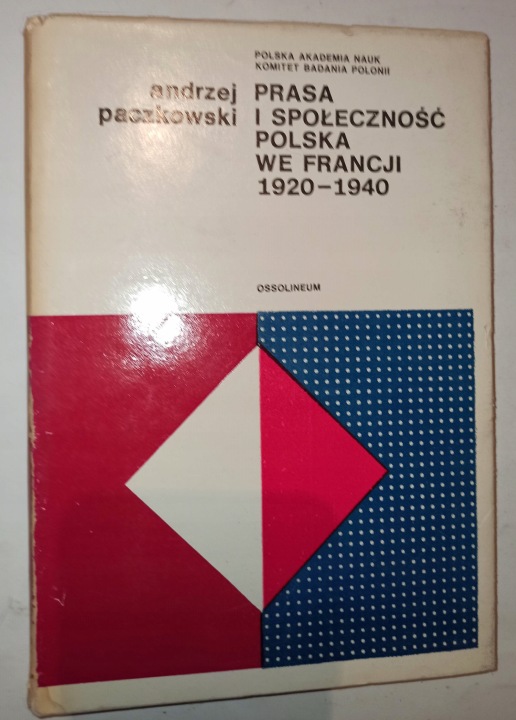 POLSKA AKADEMIA NAUK
KOMITET BADANIA POLONII
andrzej
paczkowski
PRASA
I SPOŁECZNOŚĆ
POLSKA
WE FRANCJI
1920-1940
OSSOLINEUM